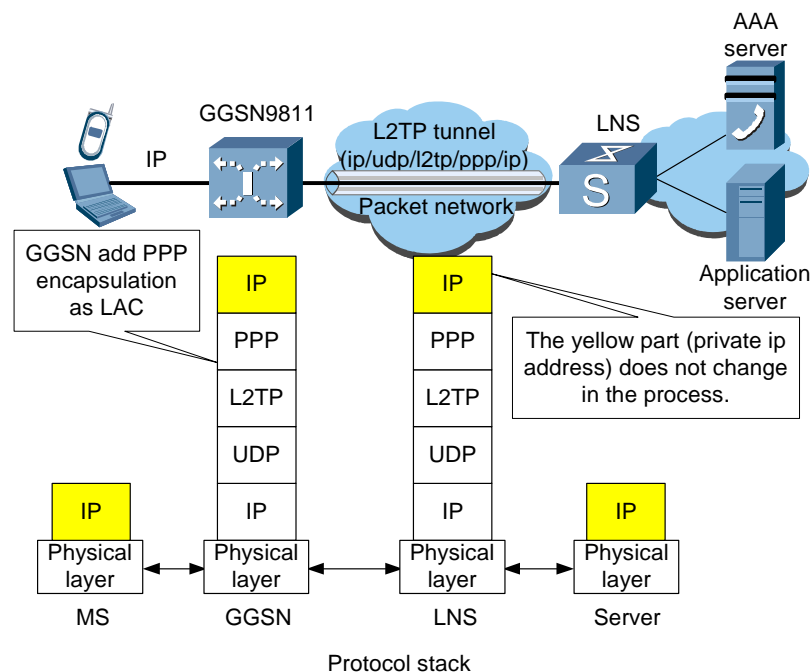 AAA
server
GGSN9811
L2TP tunnel
(ip/udp/l2tp/ppp/ip)
LNS
IP
S
Packet network
GGSN add PPP
encapsulation
as LAC
Application
server
IP
IP
The yellow part (private ip
address) does not change
in the process.
PPP
PPP
L2TP
L2TP
UDP
UDP
IP
IP
IP
IP
Physical
layer
Physical
layer
Physical
layer
Physical
layer
MS
GGSN
LNS
Server
Protocol stack